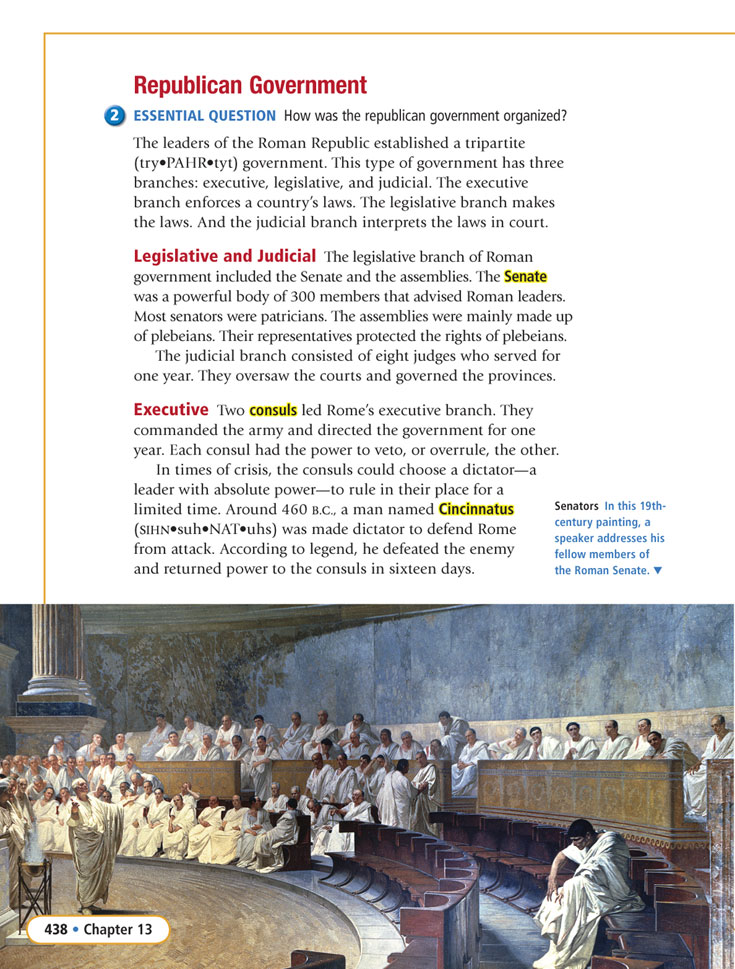 Republican Government
2 ESSENTIAL QUESTION How was the republican government organized?
The leaders of the Roman Republic established a tripartite
(try•PAHR•tyt) government. This type of government has three
branches: executive, legislative, and judicial. The executive
branch enforces a country's laws. The legislative branch makes
the laws. And the judicial branch interprets the laws in court.
Legislative and Judicial The legislative branch of Roman
government included the Senate and the assemblies. The Senate
was a powerful body of 300 members that advised Roman leaders.
Most senators were patricians. The assemblies were mainly made up
of plebeians. Their representatives protected the rights of plebeians.
The judicial branch consisted of eight judges who served for
one year. They oversaw the courts and governed the provinces.
Executive Two consuls led Rome's executive branch. They
commanded the army and directed the government for one
year. Each consul had the power to veto, or overrule, the other.
In times of crisis, the consuls could choose a dictator—a
leader with absolute power—to rule in their place for a
limited time. Around 460 B.C., a man named Cincinnatus
(SIHN•suh•NAT•uhs) was made dictator to defend Rome
from attack. According to legend, he defeated the enemy
and returned power to the consuls in sixteen days.
Senators In this 19th-
century painting, a
speaker addresses his
fellow members of
the Roman Senate. ▼
438 • Chapter 13